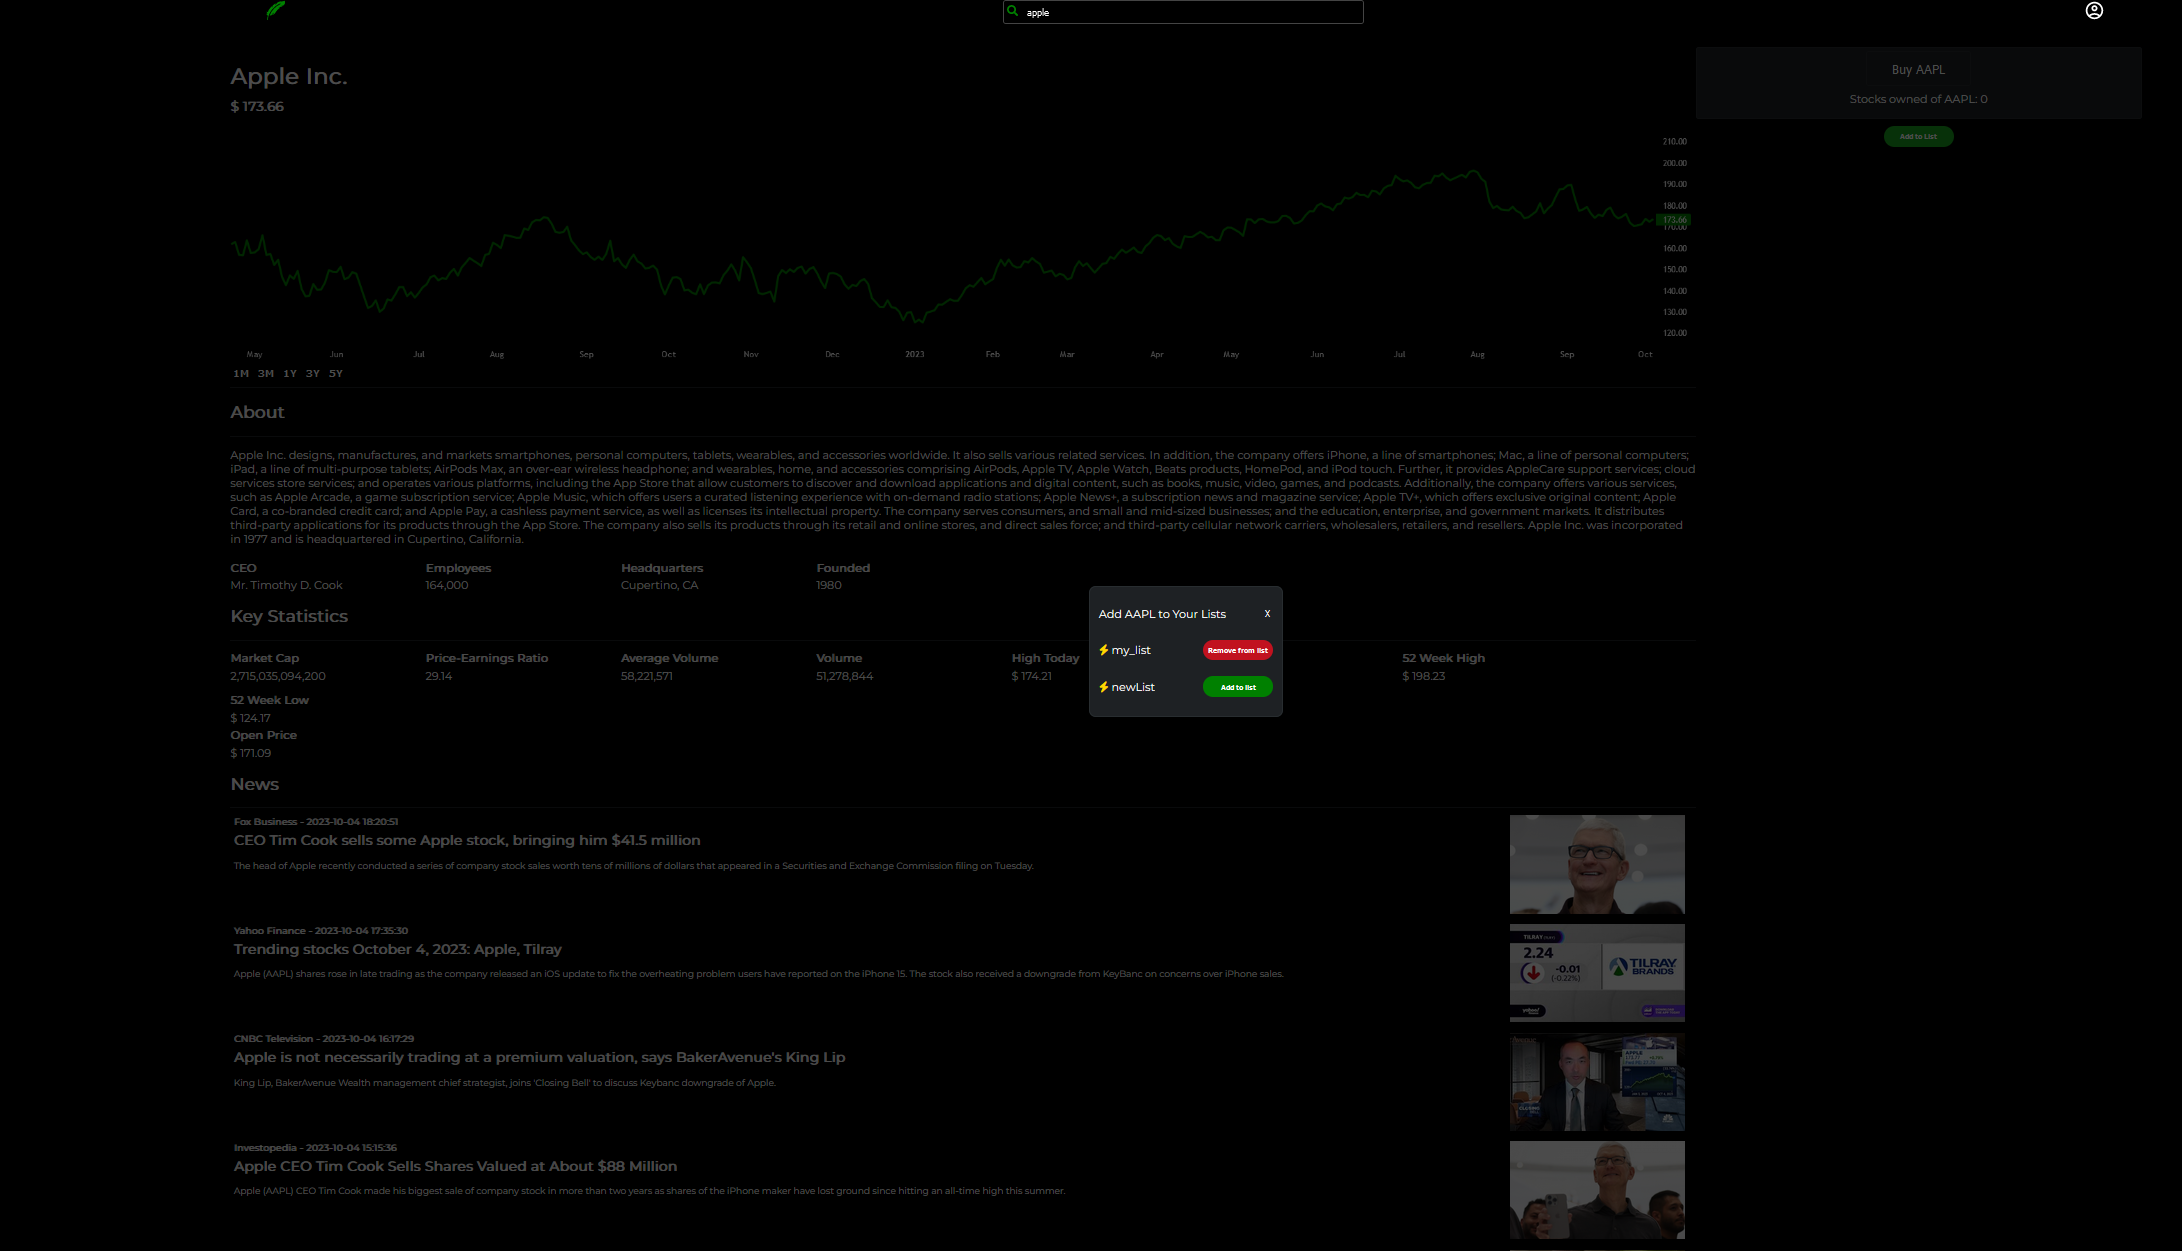 apple
Apple Inc.
$ 173.66
Buy AAPL
Stocks owned of AAPL: 0
Add to List
210.00
200.00
190.00
180.00
173.66
170.00
160.00
150.00
140.00
130.00
120.00
May Jun Jul Aug Sep Oct Nov Dec 2023 Feb Mar Apr May Jun Jul Aug Sep Oct
1M 3M 1Y 3Y 5Y
About
Apple Inc. designs, manufactures, and markets smartphones, personal computers, tablets, wearables, and accessories worldwide. It also sells various related services. In addition, the company offers iPhone, a line of smartphones; Mac, a line of personal computers;
iPad, a line of multi-purpose tablets; AirPods Max, an over-ear wireless headphone; and wearables, home, and accessories comprising AirPods, Apple TV, Apple Watch, Beats products, HomePod, and iPod touch. Further, it provides AppleCare support services; cloud
services store services; and operates various platforms, including the App Store that allow customers to discover and download applications and digital content, such as books, music, video, games, and podcasts. Additionally, the company offers various services,
such as Apple Arcade, a game subscription service; Apple Music, which offers users a curated listening experience with on-demand radio stations; Apple News+, a subscription news and magazine service; Apple TV+, which offers exclusive original content; Apple
Card, a co-branded credit card; and Apple Pay, a cashless payment service, as well as licenses its intellectual property. The company serves consumers, and small and mid-sized businesses; and the education, enterprise, and government markets. It distributes
third-party applications for its products through the App Store. The company also sells its products through its retail and online stores, and direct sales force; and third-party cellular network carriers, wholesalers, retailers, and resellers. Apple Inc. was incorporated
in 1977 and is headquartered in Cupertino, California.
CEO Employees Headquarters Founded
Mr. Timothy D. Cook 164,000 Cupertino, CA 1980
Add AAPL to Your Lists X
my_list Remove from list
newList Add to list
Key Statistics
Market Cap Price-Earnings Ratio Average Volume Volume High Today 52 Week High
2,715,035,094,200 29.14 58,221,571 51,278,844 $ 174.21 $ 198.23
52 Week Low
$ 124.17
Open Price
$ 171.09
News
Fox Business - 2023-10-04 18:20:51
CEO Tim Cook sells some Apple stock, bringing him $41.5 million
The head of Apple recently conducted a series of company stock sales worth tens of millions of dollars that appeared in a Securities and Exchange Commission filing on Tuesday.
Yahoo Finance - 2023-10-04 17:35:30
Trending stocks October 4, 2023: Apple, Tilray
Apple (AAPL) shares rose in late trading as the company released an iOS update to fix the overheating problem users have reported on the iPhone 15. The stock also received a downgrade from KeyBanc on concerns over iPhone sales.
TILRAY
2.24
-0.01
(-0.22%)
TILRAY
BRANDS
CNBC Television - 2023-10-04 16:17:29
Apple is not necessarily trading at a premium valuation, says BakerAvenue's King Lip
King Lip, BakerAvenue Wealth management chief strategist, joins 'Closing Bell' to discuss Keybanc downgrade of Apple.
APPLE
Investopedia - 2023-10-04 15:15:36
Apple CEO Tim Cook Sells Shares Valued at About $88 Million
Apple (AAPL) CEO Tim Cook made his biggest sale of company stock in more than two years as shares of the iPhone maker have lost ground since hitting an all-time high this summer.